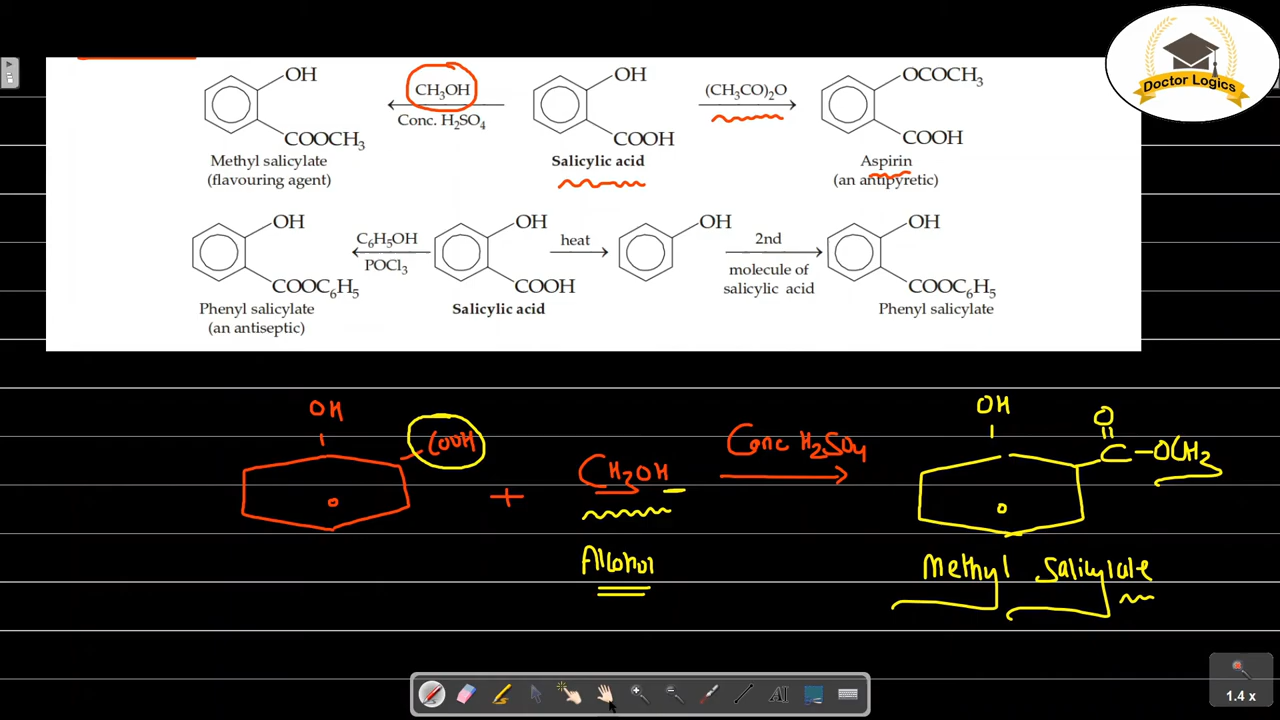 Doctor Logics
OH
CH₃OH
OH
(CH₃CO)₂O
OCOCH₃
Conc. H₂SO₄
COOCH₃
COOH
COOH
Methyl salicylate
Salicylic acid
Aspirin
(flavouring agent)
(an antipyretic)
OH
C₆H₅OH
OH
heat
OH
2nd
OH
POCl₃
molecule of
COOC₆H₅
COOH
salicylic acid
COOC₆H₅
Phenyl salicylate
Salicylic acid
Phenyl salicylate
(an antiseptic)
OH
COOH
+
CH₃OH
Conc H₂SO₄
OH
O
C-OCH₃
Alcohol
Methyl Salicylate
AI
1.4 x